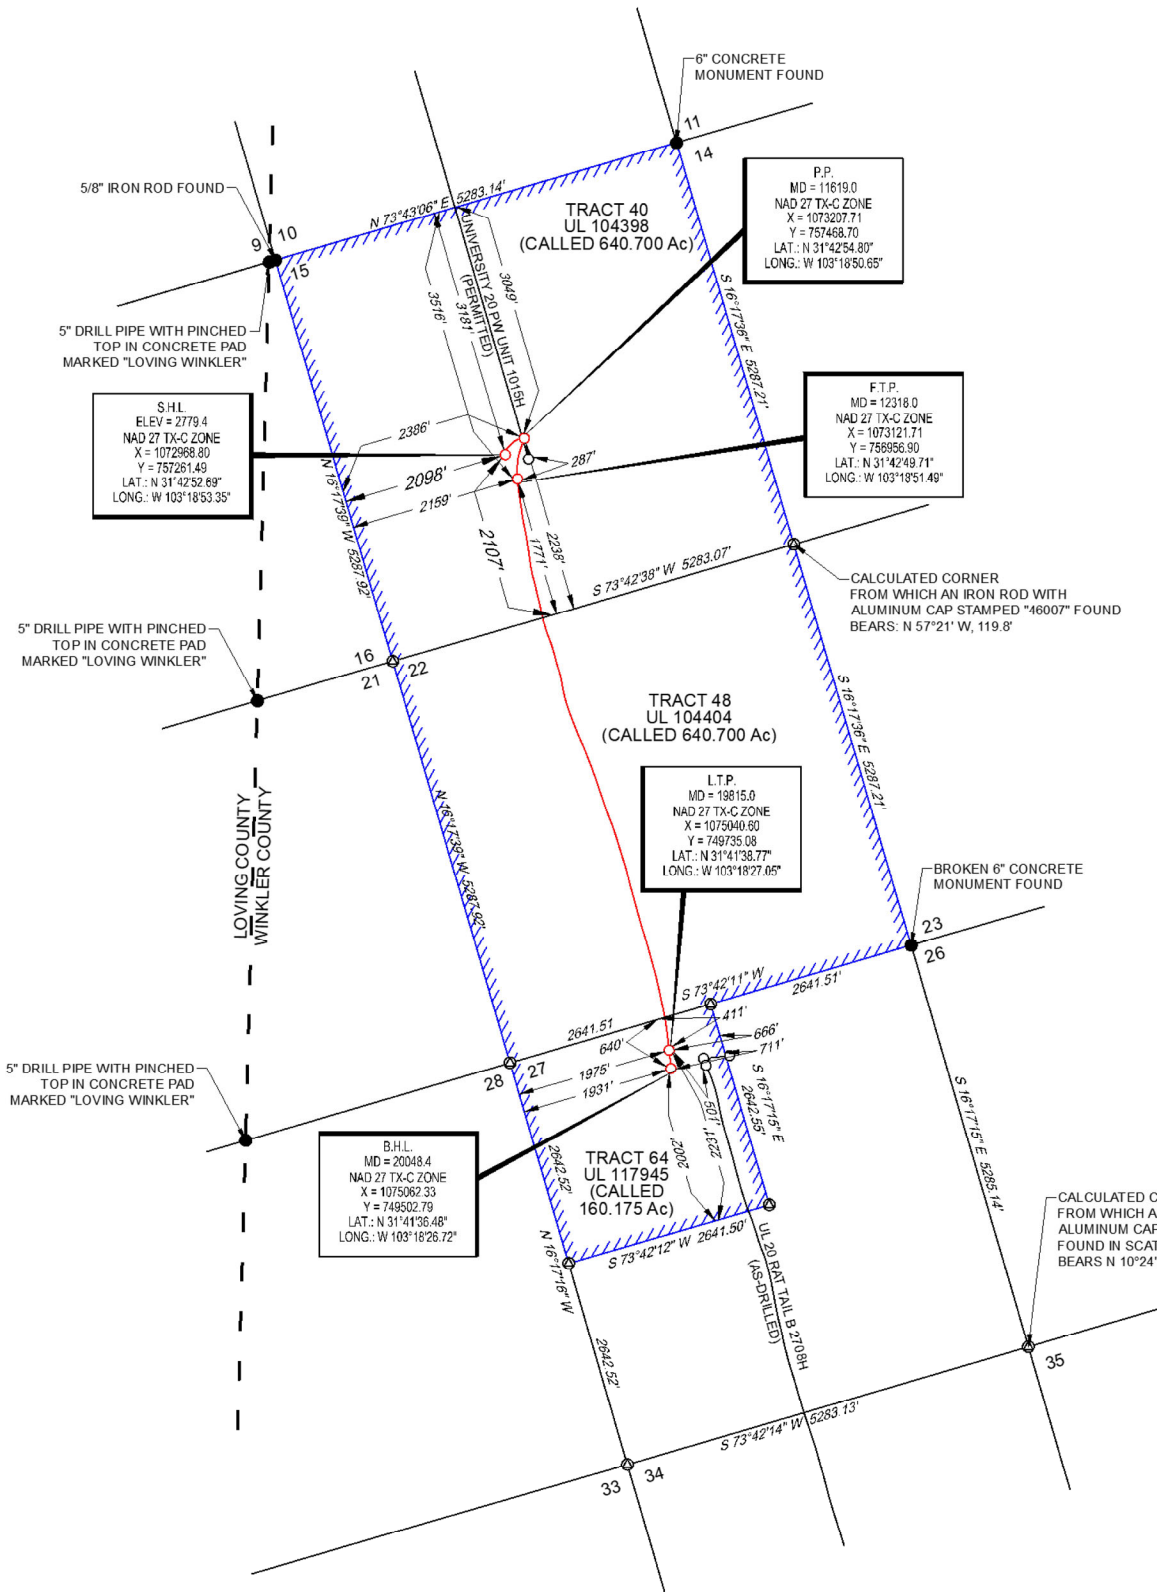 6" CONCRETE
MONUMENT FOUND
11
14
P.P.
MD = 11619.0
NAD 27 TX-C ZONE
X = 1073207.71
Y = 757468.70
LAT.: N 31°42'54.80"
LONG.: W 103°18'50.65"
5/8" IRON ROD FOUND
N 73°43'06" E 5283.14'
TRACT 40
UL 104398
(CALLED 640.700 Ac)
9
10
15
UNIVERSITY 20 PW UNIT 1015H
(PERMITTED)
3049'
3181'
3516'
S 16°17'36" E 5287.21'
5" DRILL PIPE WITH PINCHED
TOP IN CONCRETE PAD
MARKED "LOVING WINKLER"
S.H.L.
ELEV = 2779.4
NAD 27 TX-C ZONE
X = 1072968.80
Y = 757261.49
LAT.: N 31°42'52.69"
LONG.: W 103°18'53.35"
F.T.P.
MD = 12318.0
NAD 27 TX-C ZONE
X = 1073121.71
Y = 756956.90
LAT.: N 31°42'49.71"
LONG.: W 103°18'51.49"
2386'
2098'
2159'
287'
N 16°17'39" W 5287.92'
2107'
1771'
2238'
S 73°42'38" W 5283.07'
CALCULATED CORNER
FROM WHICH AN IRON ROD WITH
ALUMINUM CAP STAMPED "46007" FOUND
BEARS: N 57°21' W, 119.8'
5" DRILL PIPE WITH PINCHED
TOP IN CONCRETE PAD
MARKED "LOVING WINKLER"
16
21
22
TRACT 48
UL 104404
(CALLED 640.700 Ac)
S 16°17'36" E 5287.21'
L.T.P.
MD = 19815.0
NAD 27 TX-C ZONE
X = 1075040.60
Y = 749735.08
LAT.: N 31°41'38.77"
LONG.: W 103°18'27.05"
LOVING COUNTY
WINKLER COUNTY
N 16°17'39" W 5287.92'
BROKEN 6" CONCRETE
MONUMENT FOUND
23
26
S 73°42'11" W
2641.51'
2641.51
411'
640'
666'
711'
1975'
1931'
28
27
5" DRILL PIPE WITH PINCHED
TOP IN CONCRETE PAD
MARKED "LOVING WINKLER"
S 16°17'15" E
2642.55'
501'
2231'
2002'
S 16°17'15" E 5285.14'
B.H.L.
MD = 20048.4
NAD 27 TX-C ZONE
X = 1075062.33
Y = 749502.79
LAT.: N 31°41'36.48"
LONG.: W 103°18'26.72"
2642.52'
TRACT 64
UL 117945
(CALLED
160.175 Ac)
S 73°42'12" W 2641.50'
N 16°17'16" W
2642.52'
UL 20 RAT TAIL B 2708H
(AS-DRILLED)
CALCULATED C
FROM WHICH A
ALUMINUM CAP
FOUND IN SCAT
BEARS N 10°24'
35
S 73°42'14" W 5283.13'
33
34